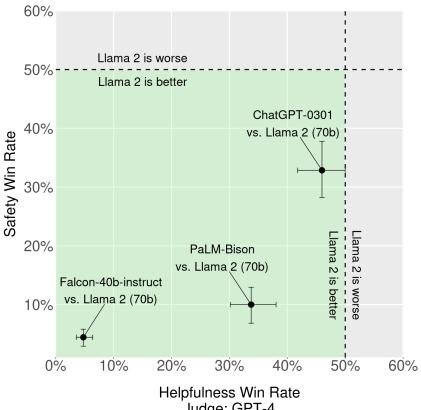 60%
Llama 2 is worse
50%
Llama 2 is better
ChatGPT-0301
vs. Llama 2 (70b)
40%
Safety Win Rate
30%
Llama 2 is better
Llama 2 is worse
20%
PaLM-Bison
vs. Llama 2 (70b)
Falcon-40b-instruct
vs. Llama 2 (70b)
10%
0% 10% 20% 30% 40% 50% 60%
Helpfulness Win Rate
Judge: GPT-4